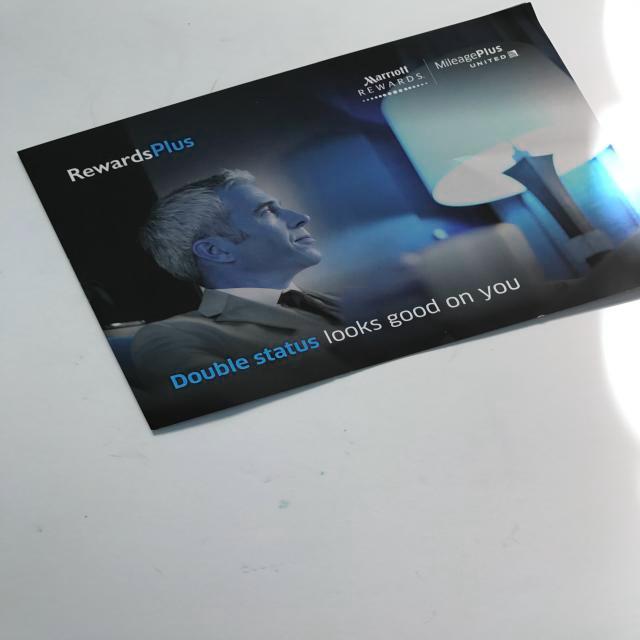 Marriott
REWARDS
MileagePlus
UNITED
RewardsPlus
Double status looks good on you